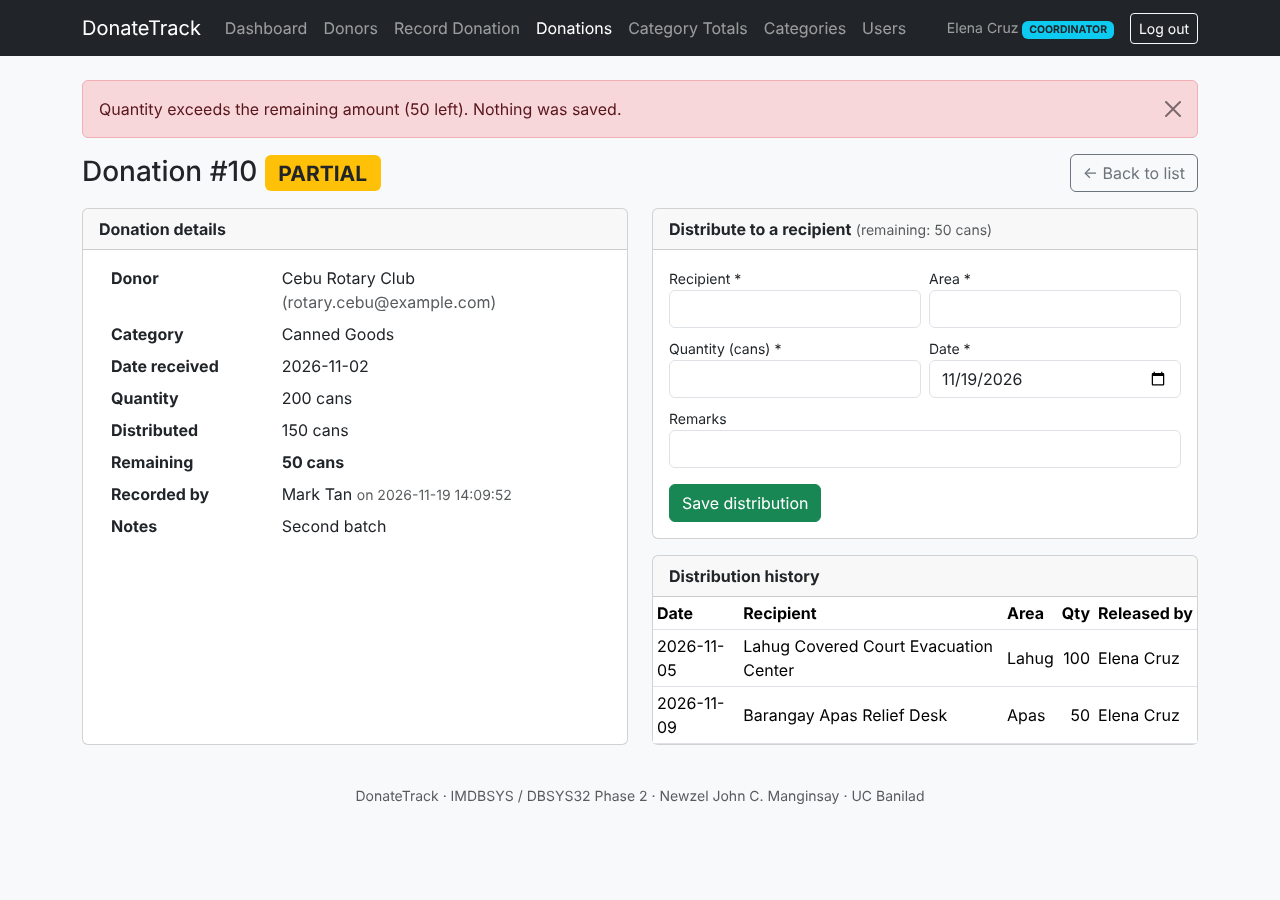 DonateTrack Dashboard Donors Record Donation Donations Category Totals Categories Users Elena Cruz COORDINATOR Log out
Quantity exceeds the remaining amount (50 left). Nothing was saved.
Donation #10 PARTIAL
← Back to list
Donation details
Donor Cebu Rotary Club
(rotary.cebu@example.com)
Category Canned Goods
Date received 2026-11-02
Quantity 200 cans
Distributed 150 cans
Remaining 50 cans
Recorded by Mark Tan on 2026-11-19 14:09:52
Notes Second batch
Distribute to a recipient (remaining: 50 cans)
Recipient * Area *
Quantity (cans) * Date *
11/19/2026
Remarks
Save distribution
Distribution history
Date Recipient Area Qty Released by
2026-11-05 Lahug Covered Court Evacuation Center Lahug 100 Elena Cruz
2026-11-09 Barangay Apas Relief Desk Apas 50 Elena Cruz
DonateTrack · IMDBSYS / DBSYS32 Phase 2 · Newzel John C. Manginsay · UC Banilad